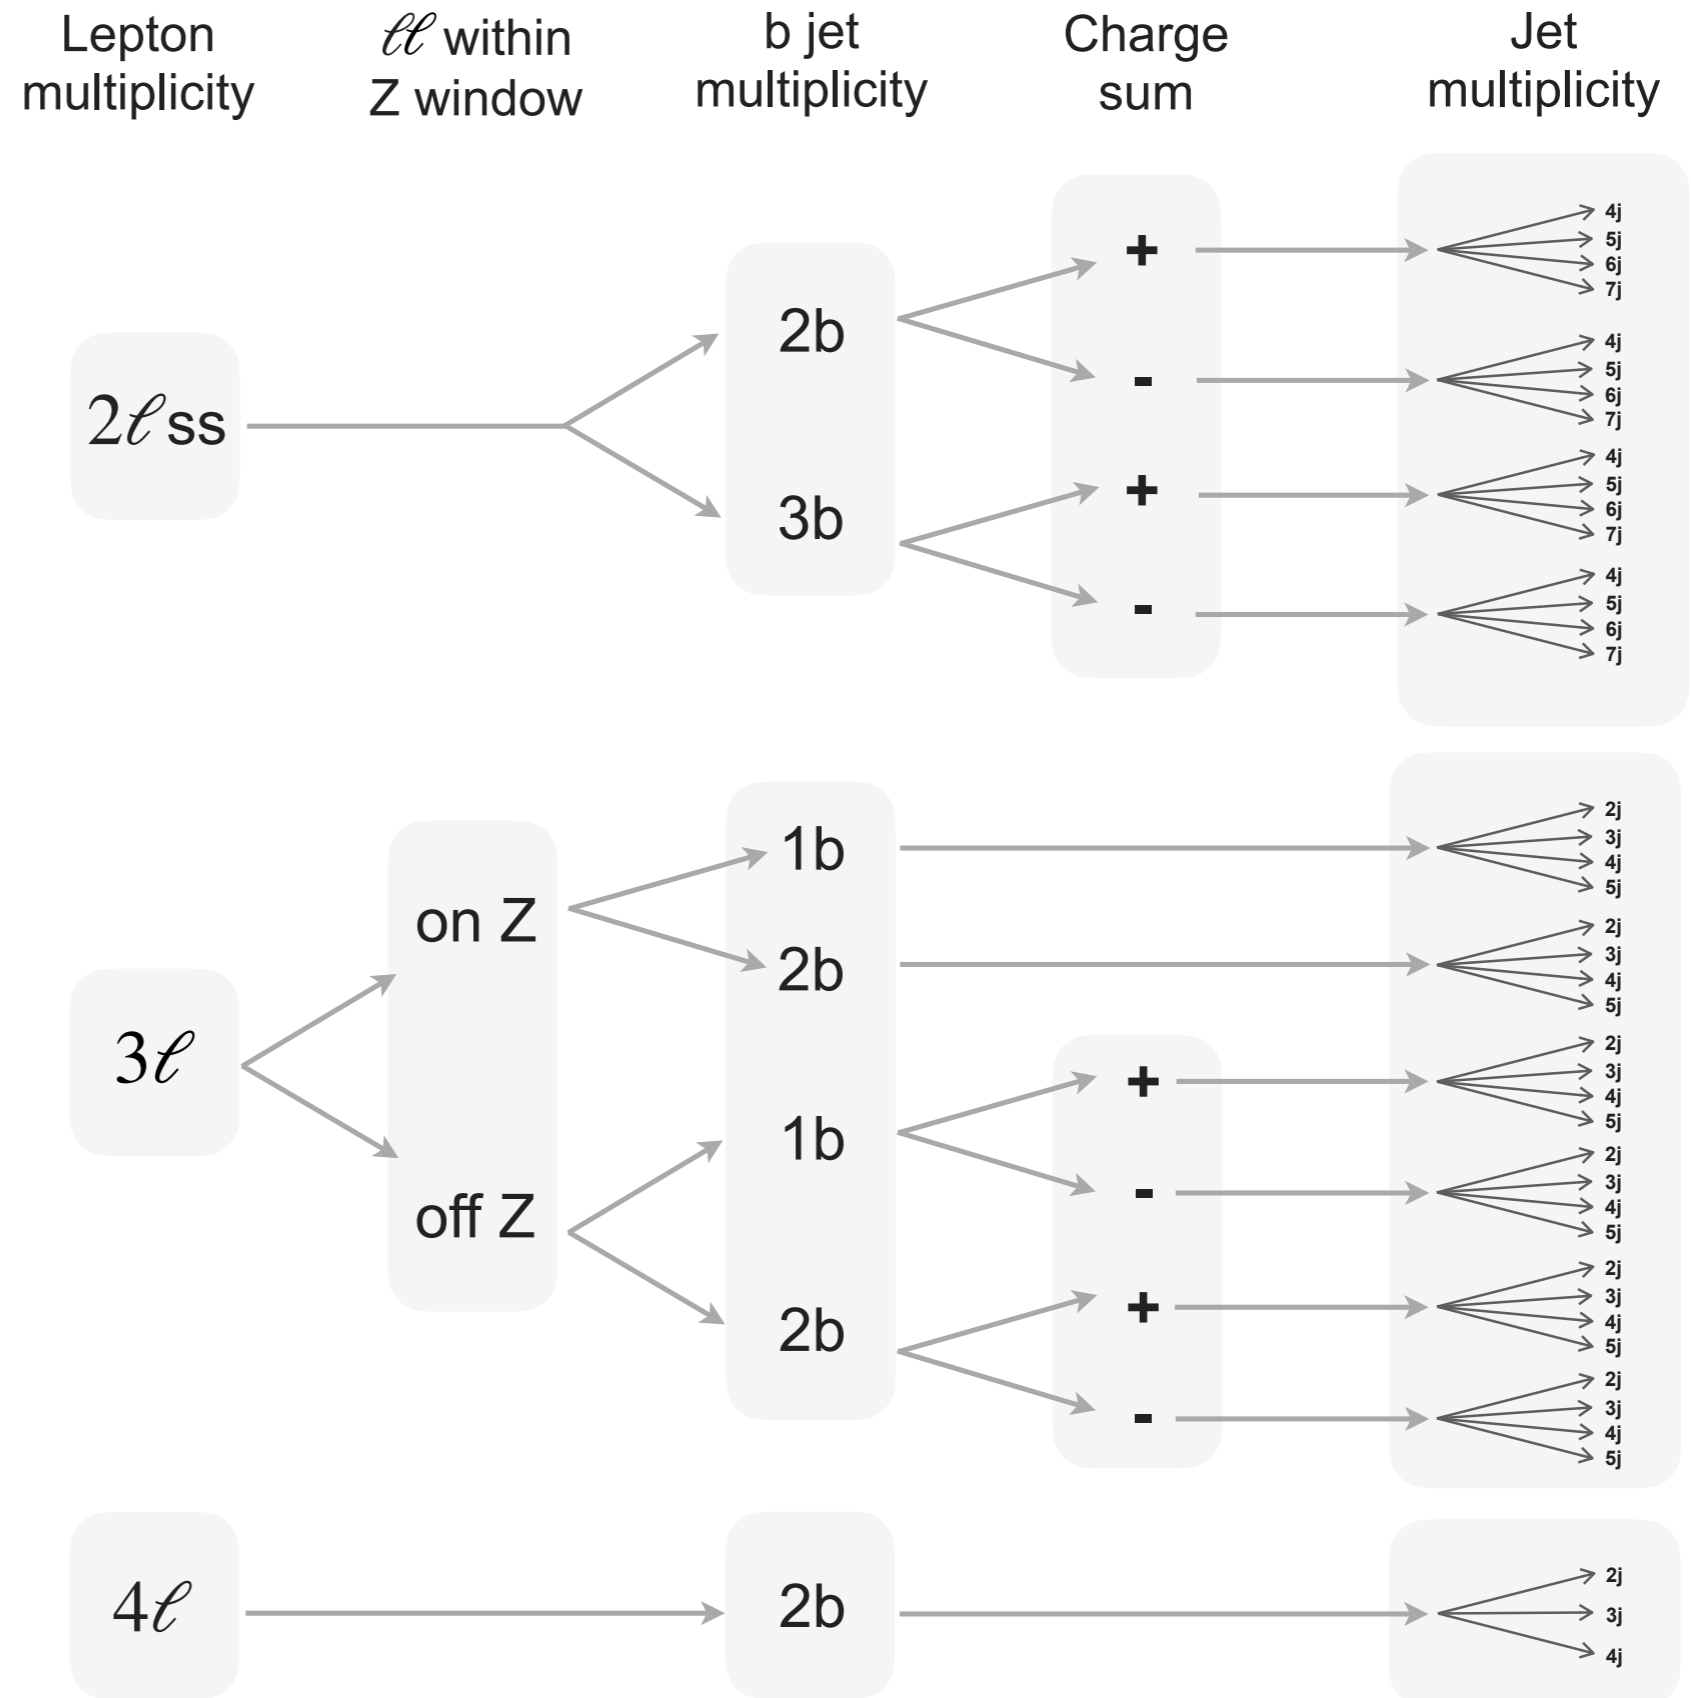 Lepton
multiplicity
ℓℓ within
Z window
b jet
multiplicity
Charge
sum
Jet
multiplicity
2ℓ ss
2b
3b
+
-
+
-
4j
5j
6j
7j
4j
5j
6j
7j
4j
5j
6j
7j
4j
5j
6j
7j
3ℓ
on Z
off Z
1b
2b
1b
2b
+
-
+
-
2j
3j
4j
5j
2j
3j
4j
5j
2j
3j
4j
5j
2j
3j
4j
5j
2j
3j
4j
5j
2j
3j
4j
5j
4ℓ
2b
2j
3j
4j